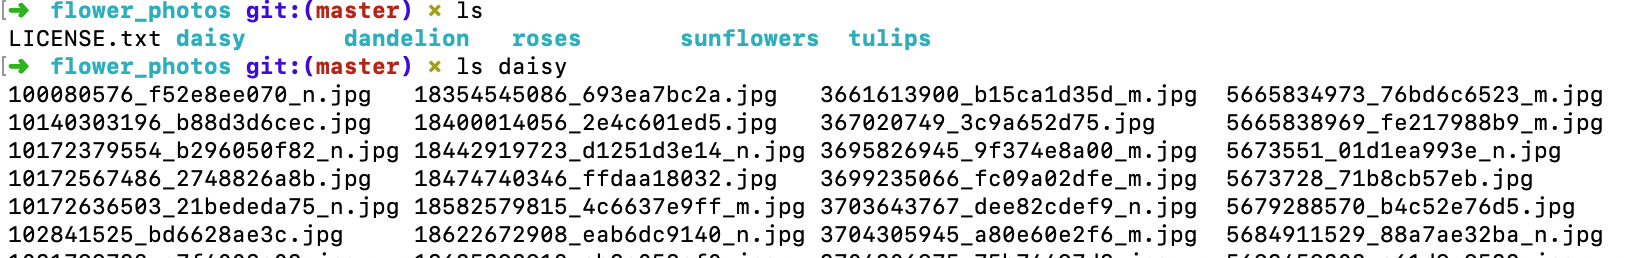 ➜ flower_photos git:(master) ✗ ls
LICENSE.txt daisy dandelion roses sunflowers tulips
➜ flower_photos git:(master) ✗ ls daisy
100080576_f52e8ee070_n.jpg 18354545086_693ea7bc2a.jpg 3661613900_b15ca1d35d_m.jpg 5665834973_76bd6c6523_m.jpg
10140303196_b88d3d6cec.jpg 18400014056_2e4c601ed5.jpg 367020749_3c9a652d75.jpg 5665838969_fe217988b9_m.jpg
10172379554_b296050f82_n.jpg 18442919723_d1251d3e14_n.jpg 3695826945_9f374e8a00_m.jpg 5673551_01d1ea993e_n.jpg
10172567486_2748826a8b.jpg 18474740346_ffdaa18032.jpg 3699235066_fc09a02dfe_m.jpg 5673728_71b8cb57eb.jpg
10172636503_21bededa75_n.jpg 18582579815_4c6637e9ff_m.jpg 3703643767_dee82cdef9_n.jpg 5679288570_b4c52e76d5.jpg
102841525_bd6628ae3c.jpg 18622672908_eab6dc9140_n.jpg 3704305945_a80e60e2f6_m.jpg 5684911529_88a7ae32ba_n.jpg